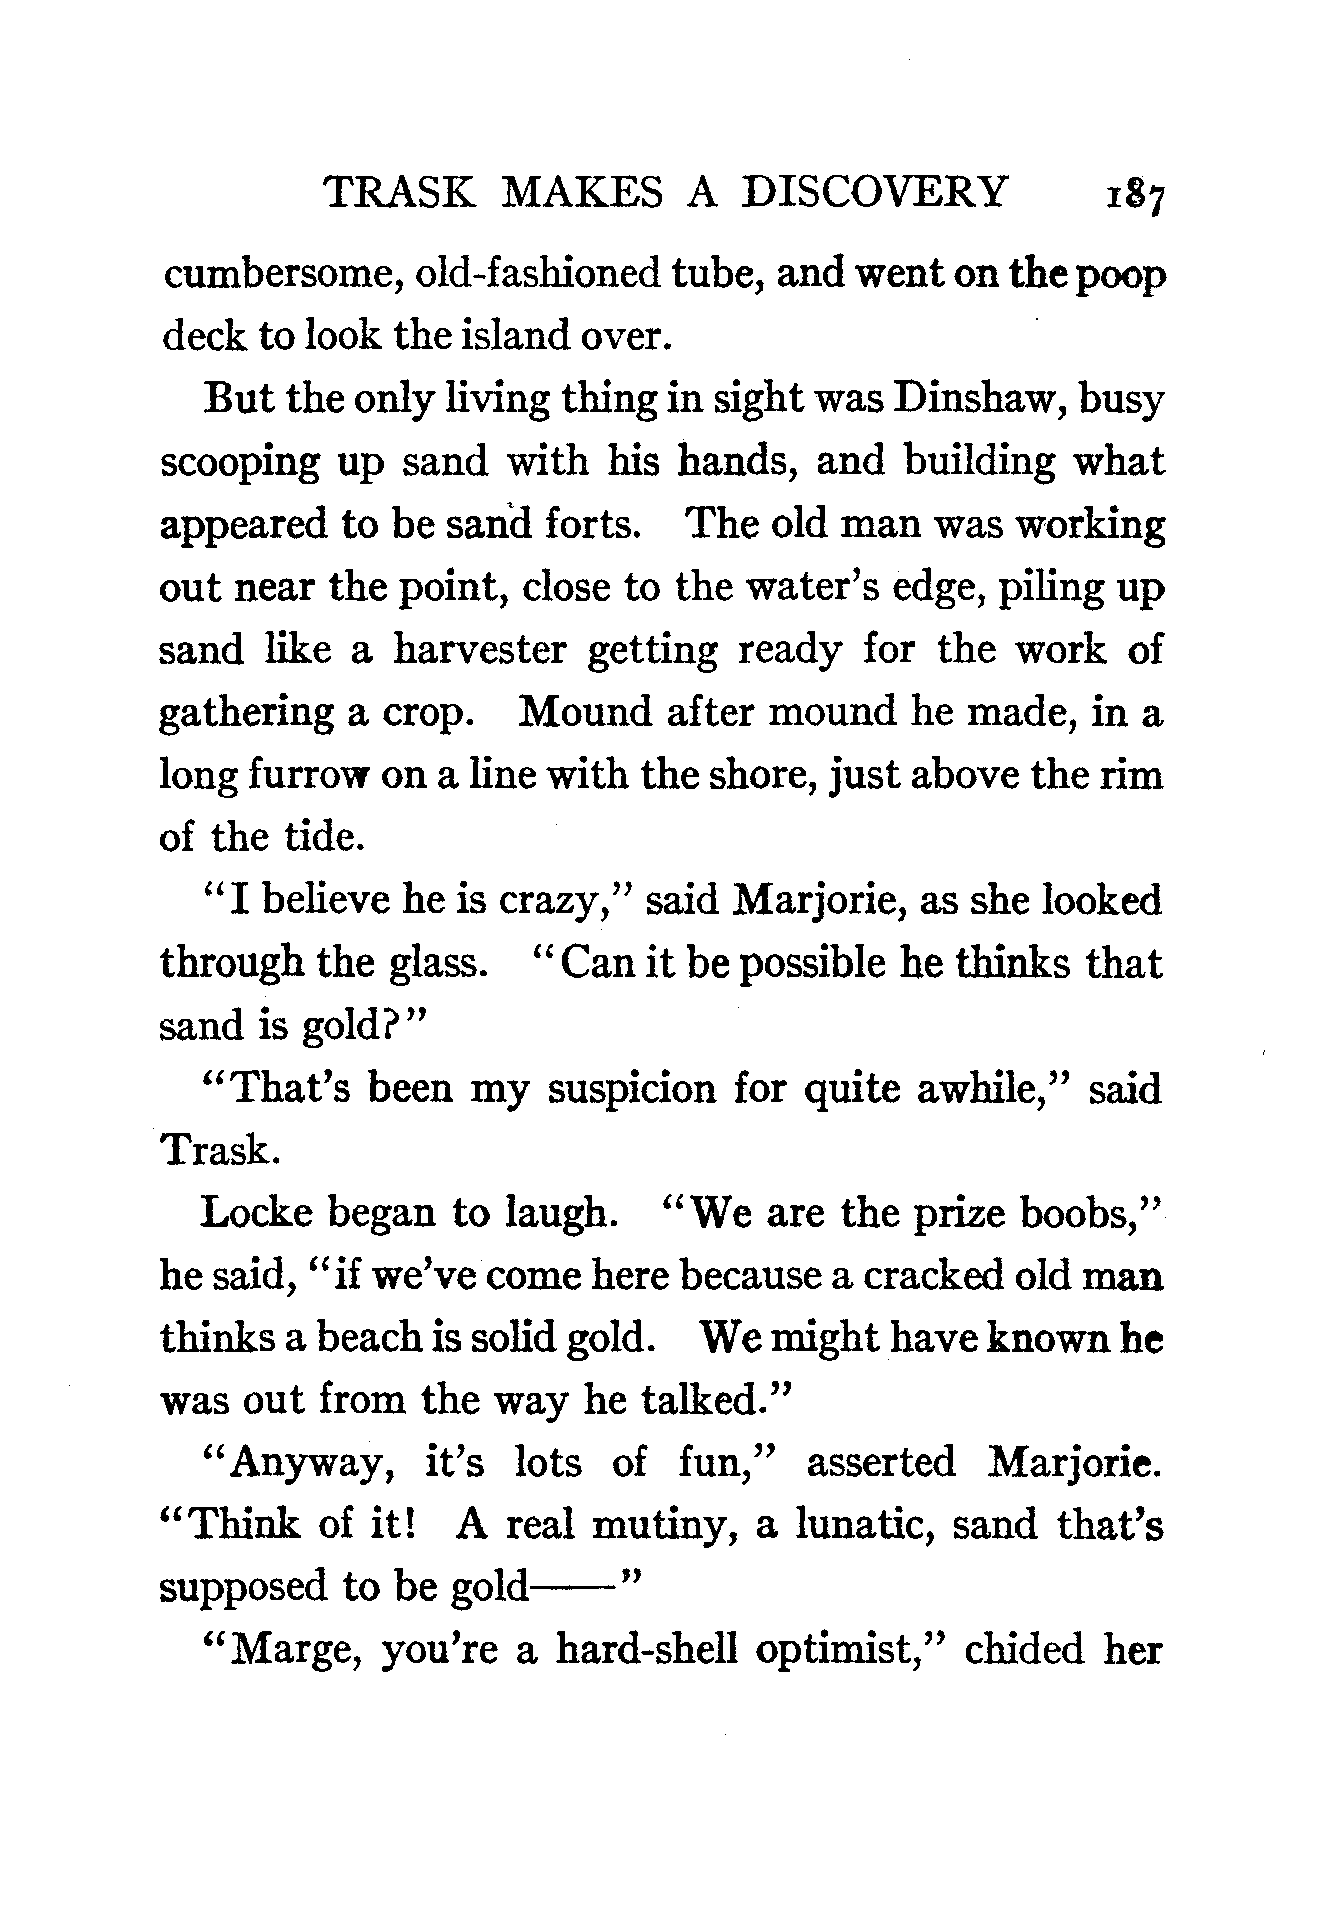 TRASK MAKES A DISCOVERY 187
cumbersome, old-fashioned tube, and went on the poop
deck to look the island over.
But the only living thing in sight was Dinshaw, busy
scooping up sand with his hands, and building what
appeared to be sand forts. The old man was working
out near the point, close to the water's edge, piling up
sand like a harvester getting ready for the work of
gathering a crop. Mound after mound he made, in a
long furrow on a line with the shore, just above the rim
of the tide.
"I believe he is crazy," said Marjorie, as she looked
through the glass. "Can it be possible he thinks that
sand is gold?"
"That's been my suspicion for quite awhile," said
Trask.
Locke began to laugh. "We are the prize boobs,"
he said, "if we've come here because a cracked old man
thinks a beach is solid gold. We might have known he
was out from the way he talked."
"Anyway, it's lots of fun," asserted Marjorie.
"Think of it! A real mutiny, a lunatic, sand that's
supposed to be gold——"
"Marge, you're a hard-shell optimist," chided her